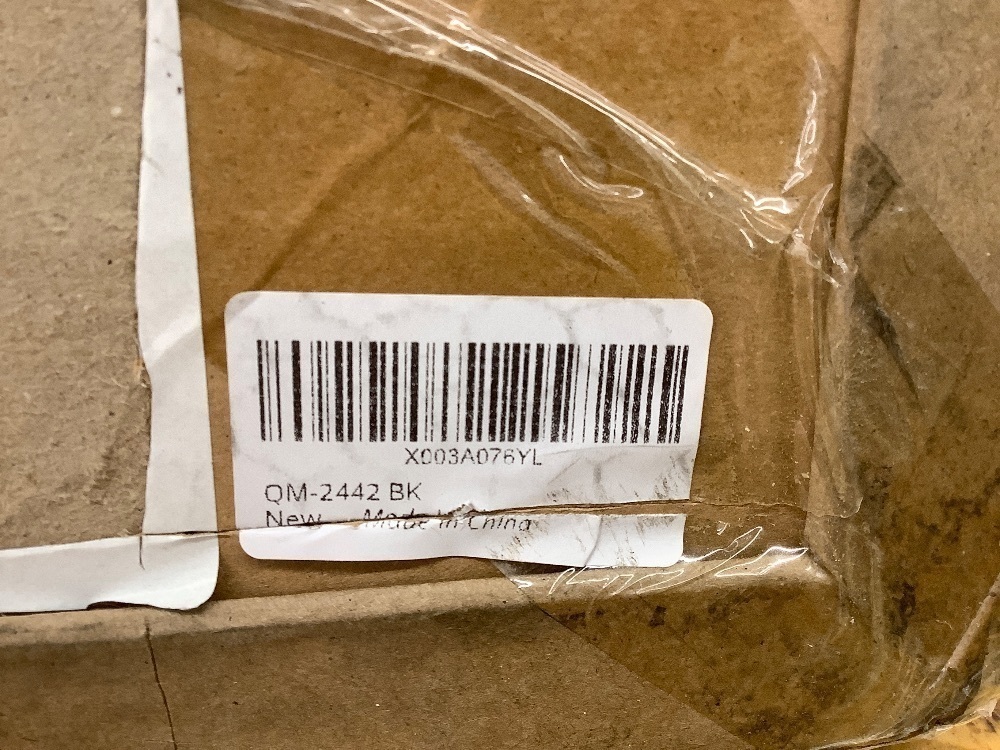 X003A076YL
QM-2442 BK
New Made in China